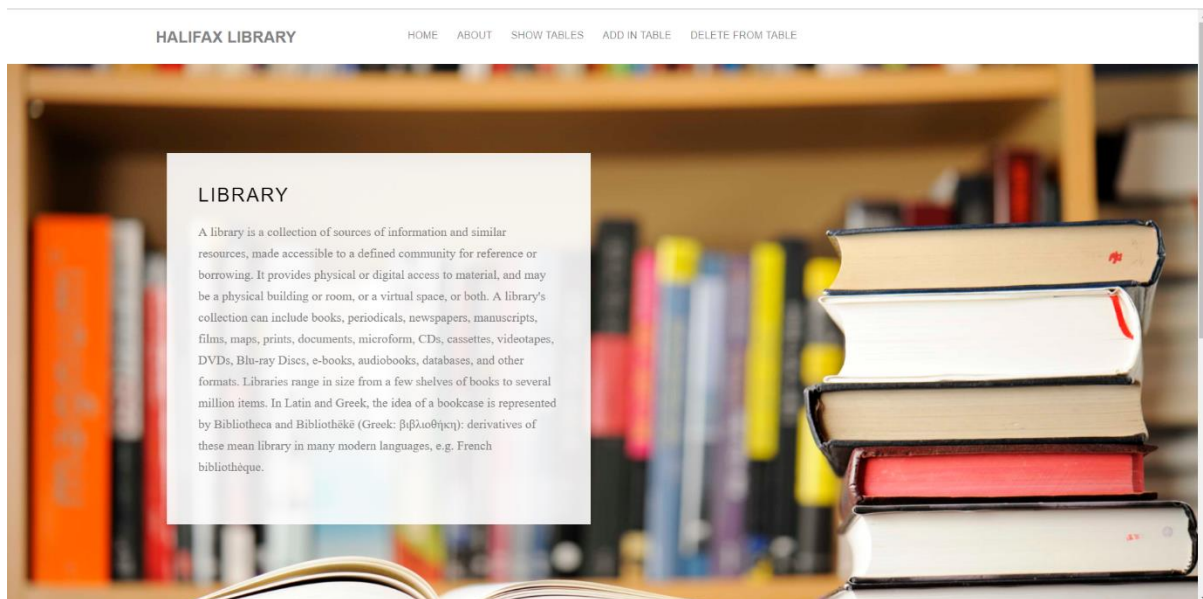 HALIFAX LIBRARY
HOME ABOUT SHOW TABLES ADD IN TABLE DELETE FROM TABLE
LIBRARY
A library is a collection of sources of information and similar
resources, made accessible to a defined community for reference or
borrowing. It provides physical or digital access to material, and may
be a physical building or room, or a virtual space, or both. A library's
collection can include books, periodicals, newspapers, manuscripts,
films, maps, prints, documents, microform, CDs, cassettes, videotapes,
DVDs, Blu-ray Discs, e-books, audiobooks, databases, and other
formats. Libraries range in size from a few shelves of books to several
million items. In Latin and Greek, the idea of a bookcase is represented
by Bibliotheca and Bibliothēkē (Greek: βιβλιοθήκη): derivatives of
these mean library in many modern languages, e.g. French
bibliothèque.